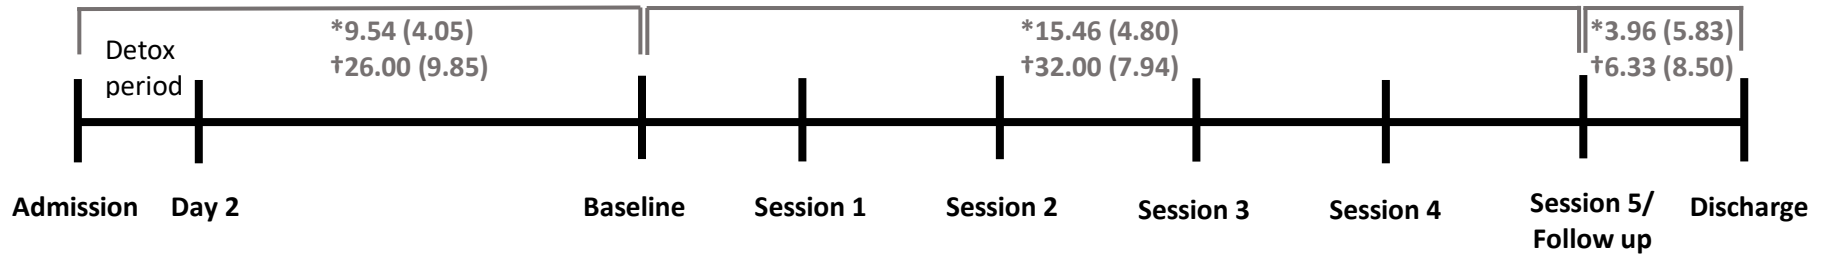 *9.54 (4.05)
†26.00 (9.85)
*15.46 (4.80)
†32.00 (7.94)
*3.96 (5.83)
†6.33 (8.50)
Detox
period
Admission
Day 2
Baseline
Session 1
Session 2
Session 3
Session 4
Session 5/
Follow up
Discharge